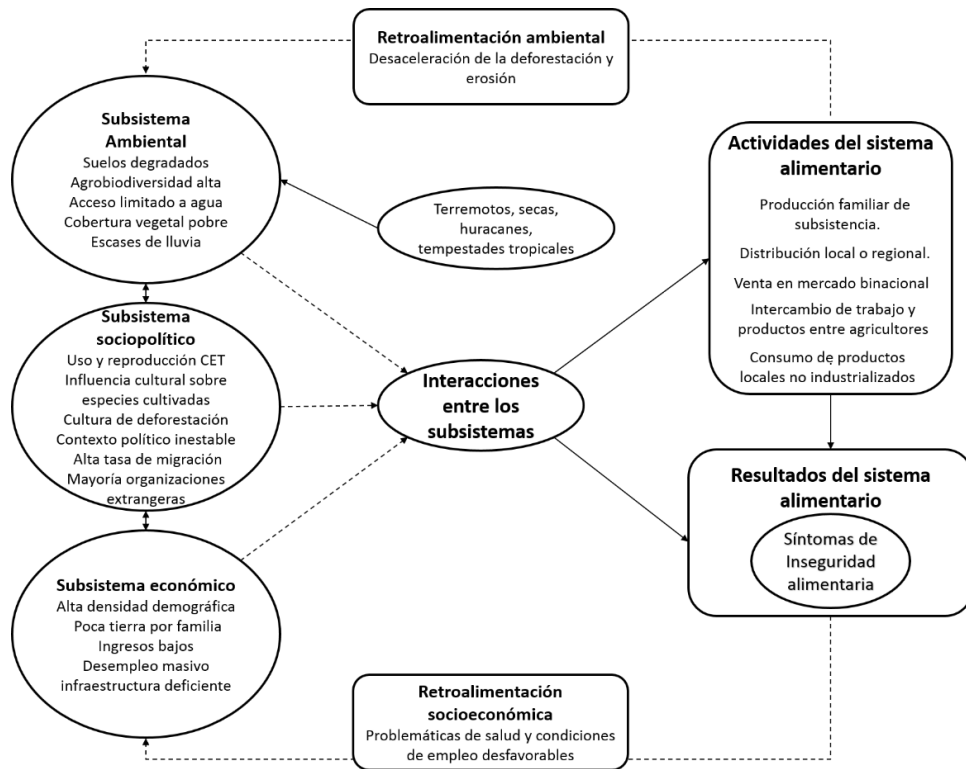 Retroalimentación ambiental
Desaceleración de la deforestación y
erosión
Subsistema
Ambiental
Suelos degradados
Agrobiodiversidad alta
Acceso limitado a agua
Cobertura vegetal pobre
Escases de lluvia
Terremotos, secas,
huracanes,
tempestades tropicales
Actividades del sistema
alimentario
Producción familiar de
subsistencia.
Distribución local o regional.
Venta en mercado binacional
Intercambio de trabajo y
productos entre agricultores
Consumo de productos
locales no industrializados
Subsistema
sociopolítico
Uso y reproducción CET
Influencia cultural sobre
especies cultivadas
Cultura de deforestación
Contexto político inestable
Alta tasa de migración
Mayoría organizaciones
extrangeras
Interacciones
entre los
subsistemas
Resultados del sistema
alimentario
Síntomas de
Inseguridad
alimentaria
Subsistema económico
Alta densidad demográfica
Poca tierra por familia
Ingresos bajos
Desempleo masivo
infraestructura deficiente
Retroalimentación
socioeconómica
Problemáticas de salud y condiciones
de empleo desfavorables